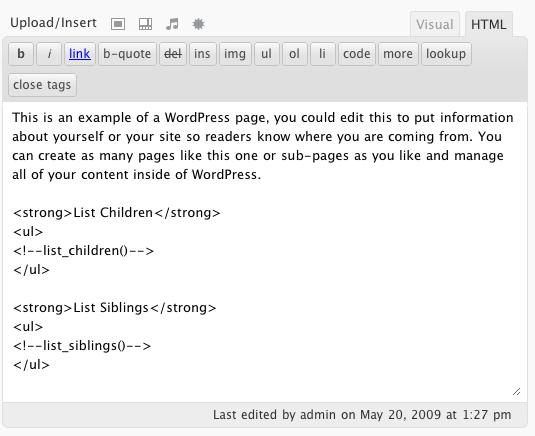 Upload/Insert Visual HTML
b i link b-quote del ins img ul ol li code more lookup
close tags
This is an example of a WordPress page, you could edit this to put information
about yourself or your site so readers know where you are coming from. You
can create as many pages like this one or sub-pages as you like and manage
all of your content inside of WordPress.
<strong>List Children</strong>
<ul>
<!--list_children()-->
</ul>
<strong>List Siblings</strong>
<ul>
<!--list_siblings()-->
</ul>
Last edited by admin on May 20, 2009 at 1:27 pm